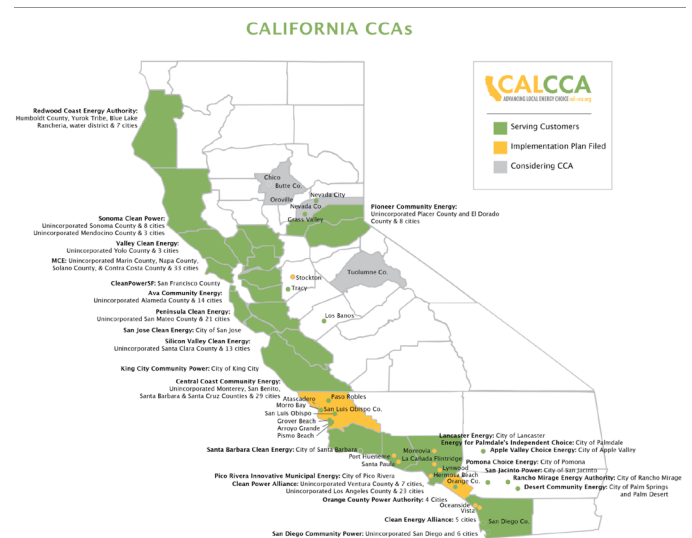 CALIFORNIA CCAs
CALCCA
ADVANCING LOCAL ENERGY CHOICE cal-cca.org
Serving Customers
Implementation Plan Filed
Considering CCA
Redwood Coast Energy Authority:
Humboldt County, Yurok Tribe, Blue Lake
Rancheria, water district & 7 cities
Chico
Butte Co.
Oroville
Nevada City
Nevada Co.
Grass Valley
Pioneer Community Energy:
Unincorporated Placer County and El Dorado
County & 8 cities
Sonoma Clean Power:
Unincorporated Sonoma County & 8 cities
Unincorporated Mendocino County & 3 cities
Valley Clean Energy:
Unincorporated Yolo County & 3 cities
MCE: Unincorporated Marin County, Napa County,
Solano County, & Contra Costa County & 33 cities
CleanPowerSF: San Francisco County
Ava Community Energy:
Unincorporated Alameda County & 14 cities
Peninsula Clean Energy:
Unincorporated San Mateo County & 21 cities
San Jose Clean Energy: City of San Jose
Silicon Valley Clean Energy:
Unincorporated Santa Clara County & 13 cities
King City Community Power: City of King City
Central Coast Community Energy:
Unincorporated Monterey, San Benito,
Santa Barbara & Santa Cruz Counties & 29 cities
Stockton
Tracy
Tuolumne Co.
Los Banos
Atascadero
Paso Robles
Morro Bay
San Luis Obispo Co.
San Luis Obispo
Grover Beach
Arroyo Grande
Pismo Beach
Santa Barbara Clean Energy: City of Santa Barbara
Port Hueneme
Santa Paula
Monrovia
La Cañada Flintridge
Lynwood
Hermosa Beach
Orange Co.
Lancaster Energy: City of Lancaster
Energy for Palmdale's Independent Choice: City of Palmdale
Apple Valley Choice Energy: City of Apple Valley
Pomona Choice Energy: City of Pomona
San Jacinto Power: City of San Jacinto
Rancho Mirage Energy Authority: City of Rancho Mirage
Desert Community Energy: City of Palm Springs
and Palm Desert
Pico Rivera Innovative Municipal Energy: City of Pico Rivera
Clean Power Alliance: Unincorporated Ventura County & 7 cities,
Unincorporated Los Angeles County & 23 cities
Orange County Power Authority: 4 Cities
Oceanside
Vista
Clean Energy Alliance: 5 cities
San Diego Co.
San Diego Community Power: Unincorporated San Diego and 6 cities